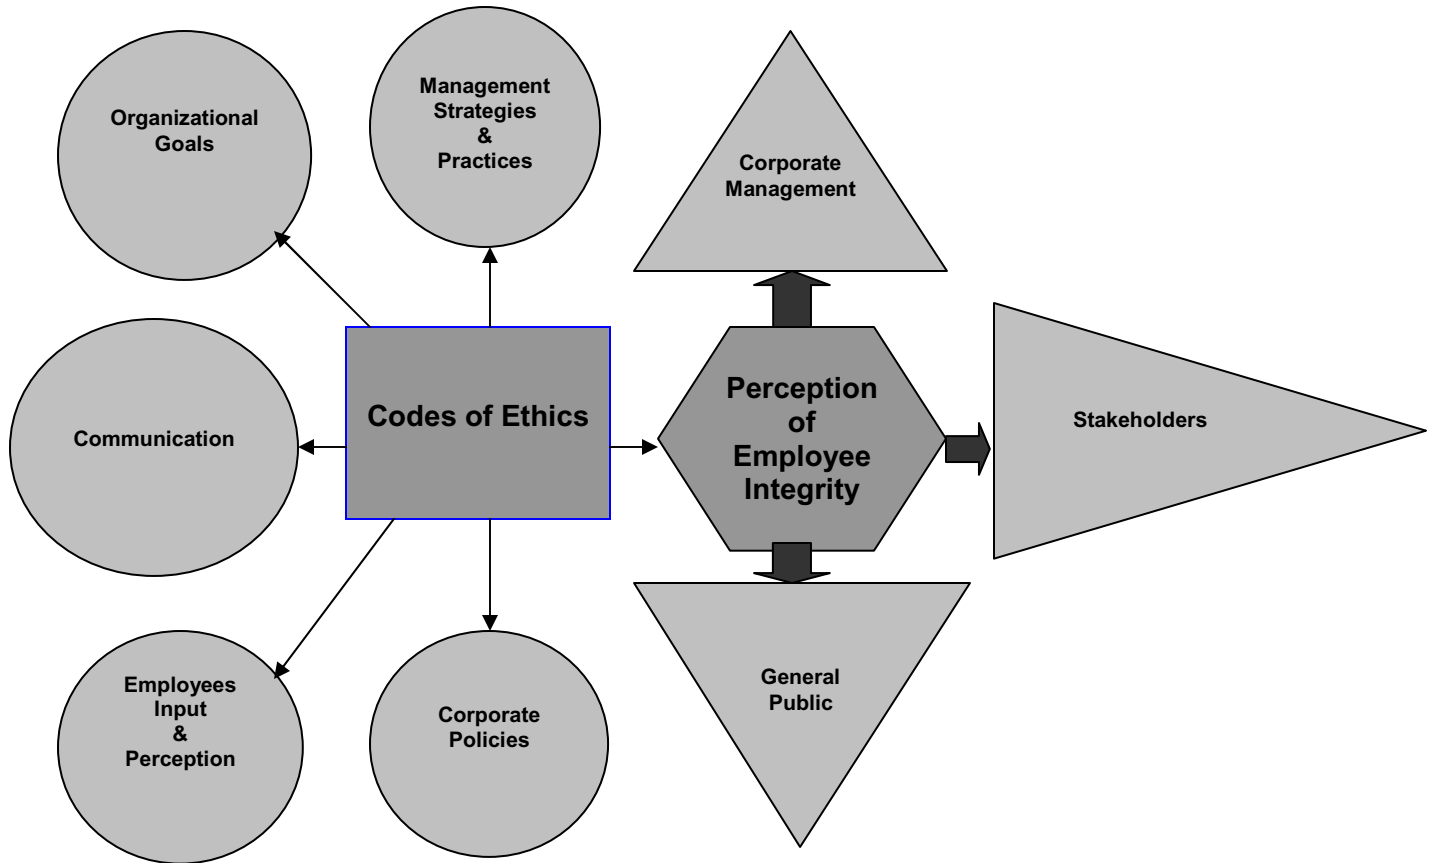 Organizational
Goals
Management
Strategies
&
Practices
Corporate
Management
Communication
Codes of Ethics
Perception
of
Employee
Integrity
Stakeholders
Employees
Input
&
Perception
Corporate
Policies
General
Public